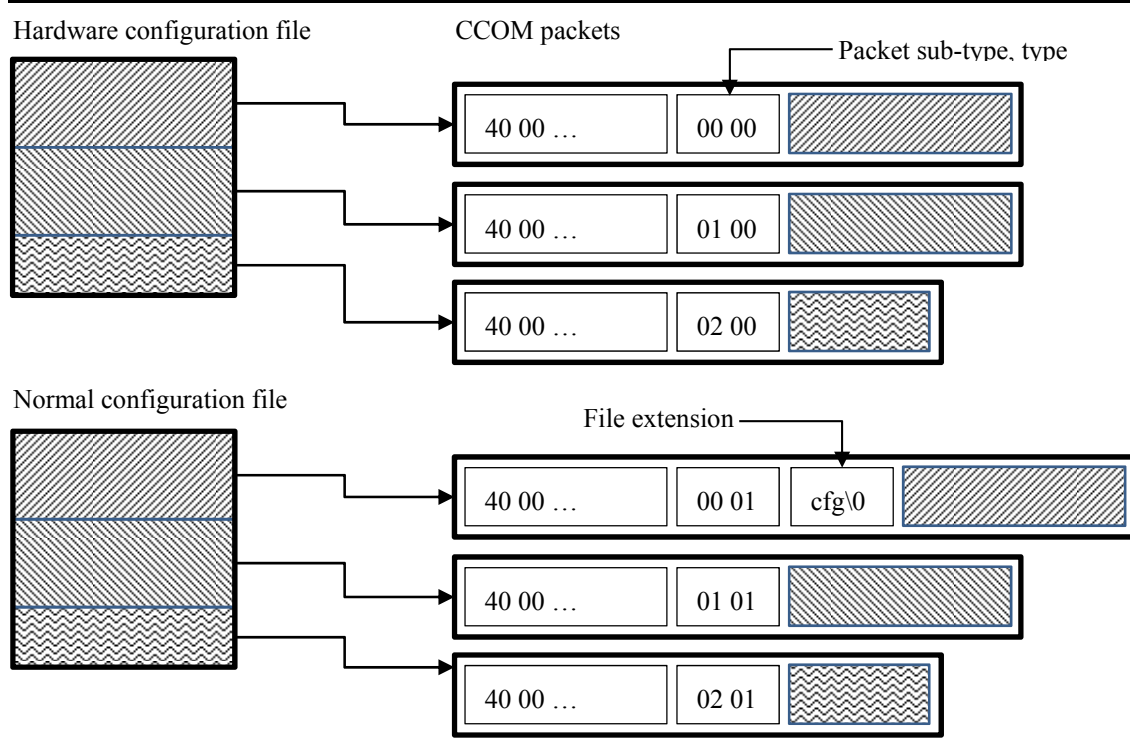 Hardware configuration file
CCOM packets
Packet sub-type, type
40 00 …
00 00
40 00 …
01 00
40 00 …
02 00
Normal configuration file
File extension
40 00 …
00 01
cfg\0
40 00 …
01 01
40 00 …
02 01